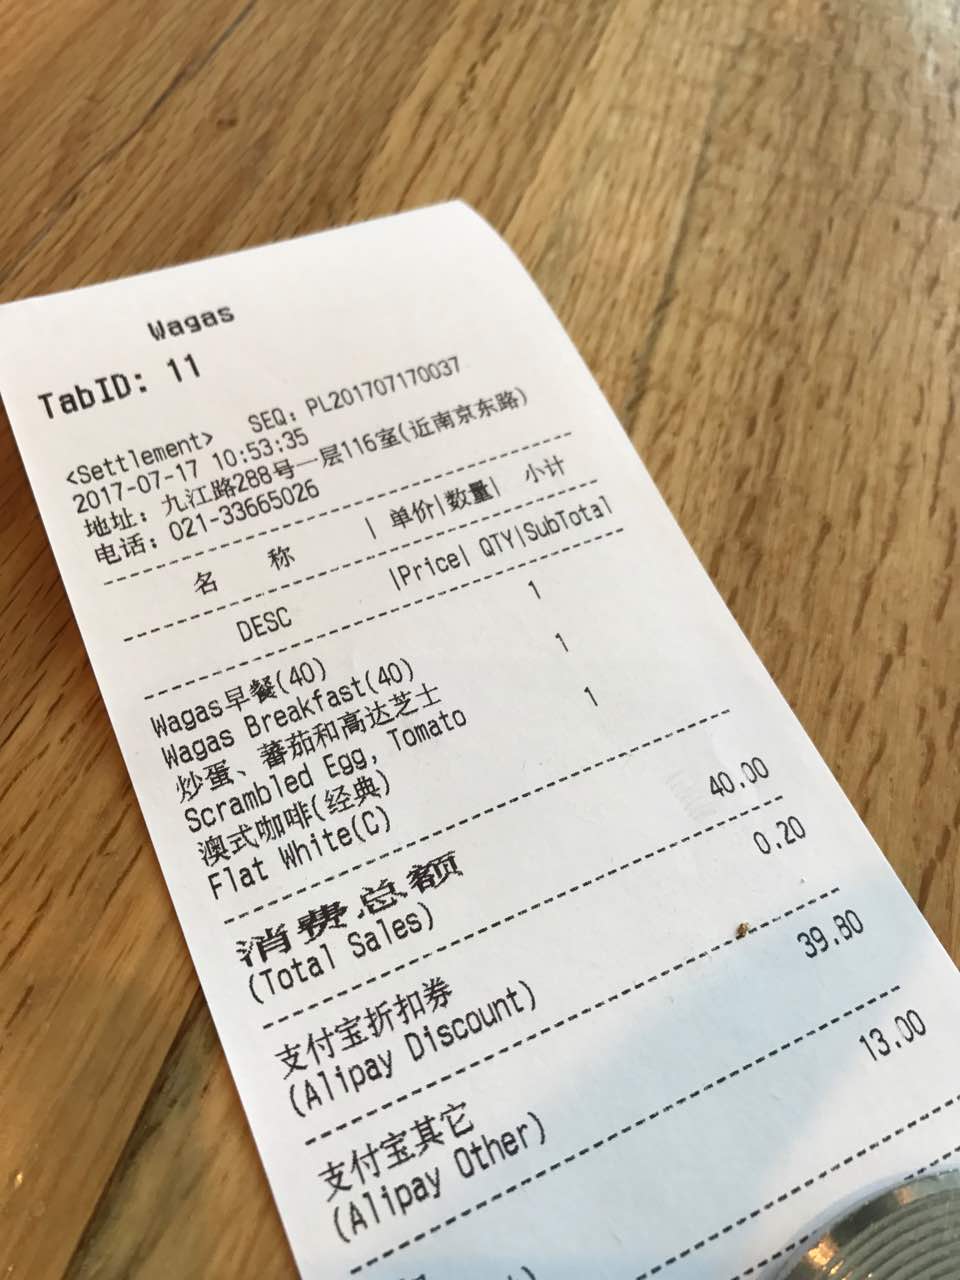 Wagas
TabID: 11
<Settlement> SEQ: PL201707170037
2017-07-17 10:53:35
地址: 九江路288号一层116室(近南京东路)
电话: 021-33665026
名 称 | 单价|数量| 小计
DESC |Price| QTY|SubTotal
Wagas早餐(40) 1
Wagas Breakfast(40)
炒蛋、蕃茄和高达芝士 1
Scrambled Egg, Tomato
澳式咖啡(经典) 1
Flat White(C)
消费总额 40.00
(Total Sales)
支付宝折扣券 0.20
(Alipay Discount)
支付宝其它 39.80
(Alipay Other)
13.00